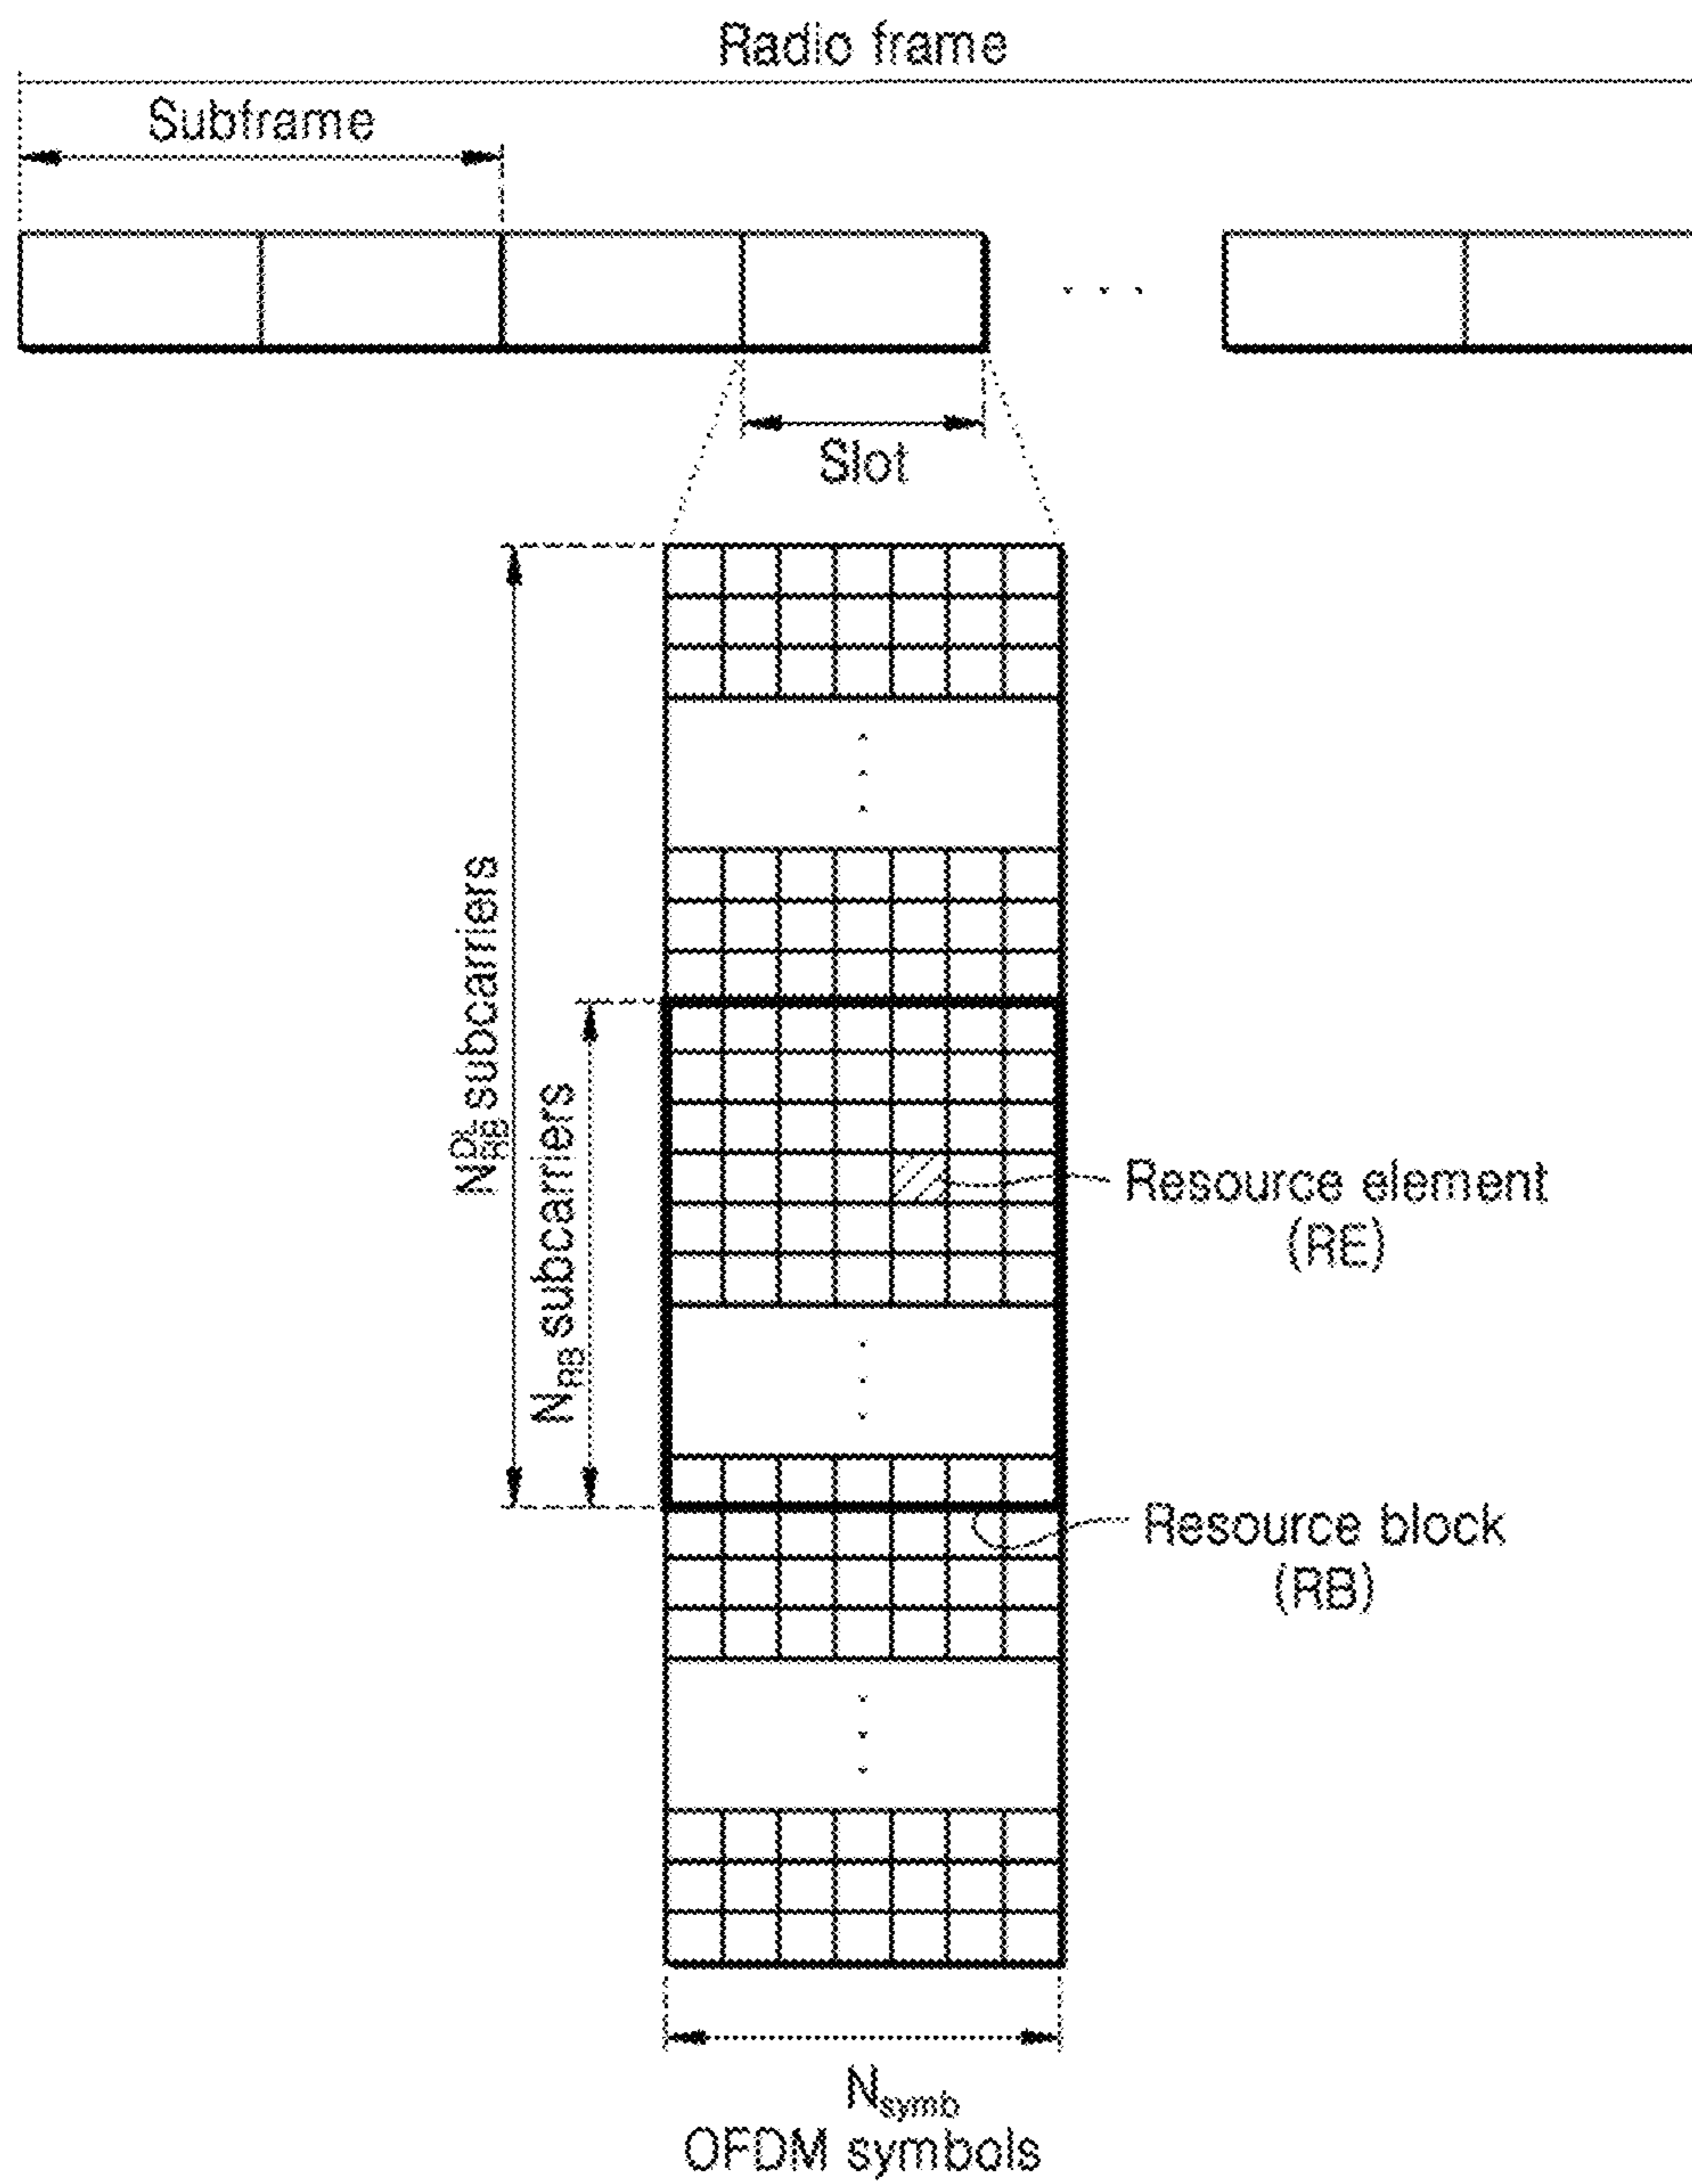 Radio frame
Subframe
Slot
N^DL_RB subcarriers
N_RB subcarriers
Resource element
(RE)
Resource block
(RB)
N_symb
OFDM symbols